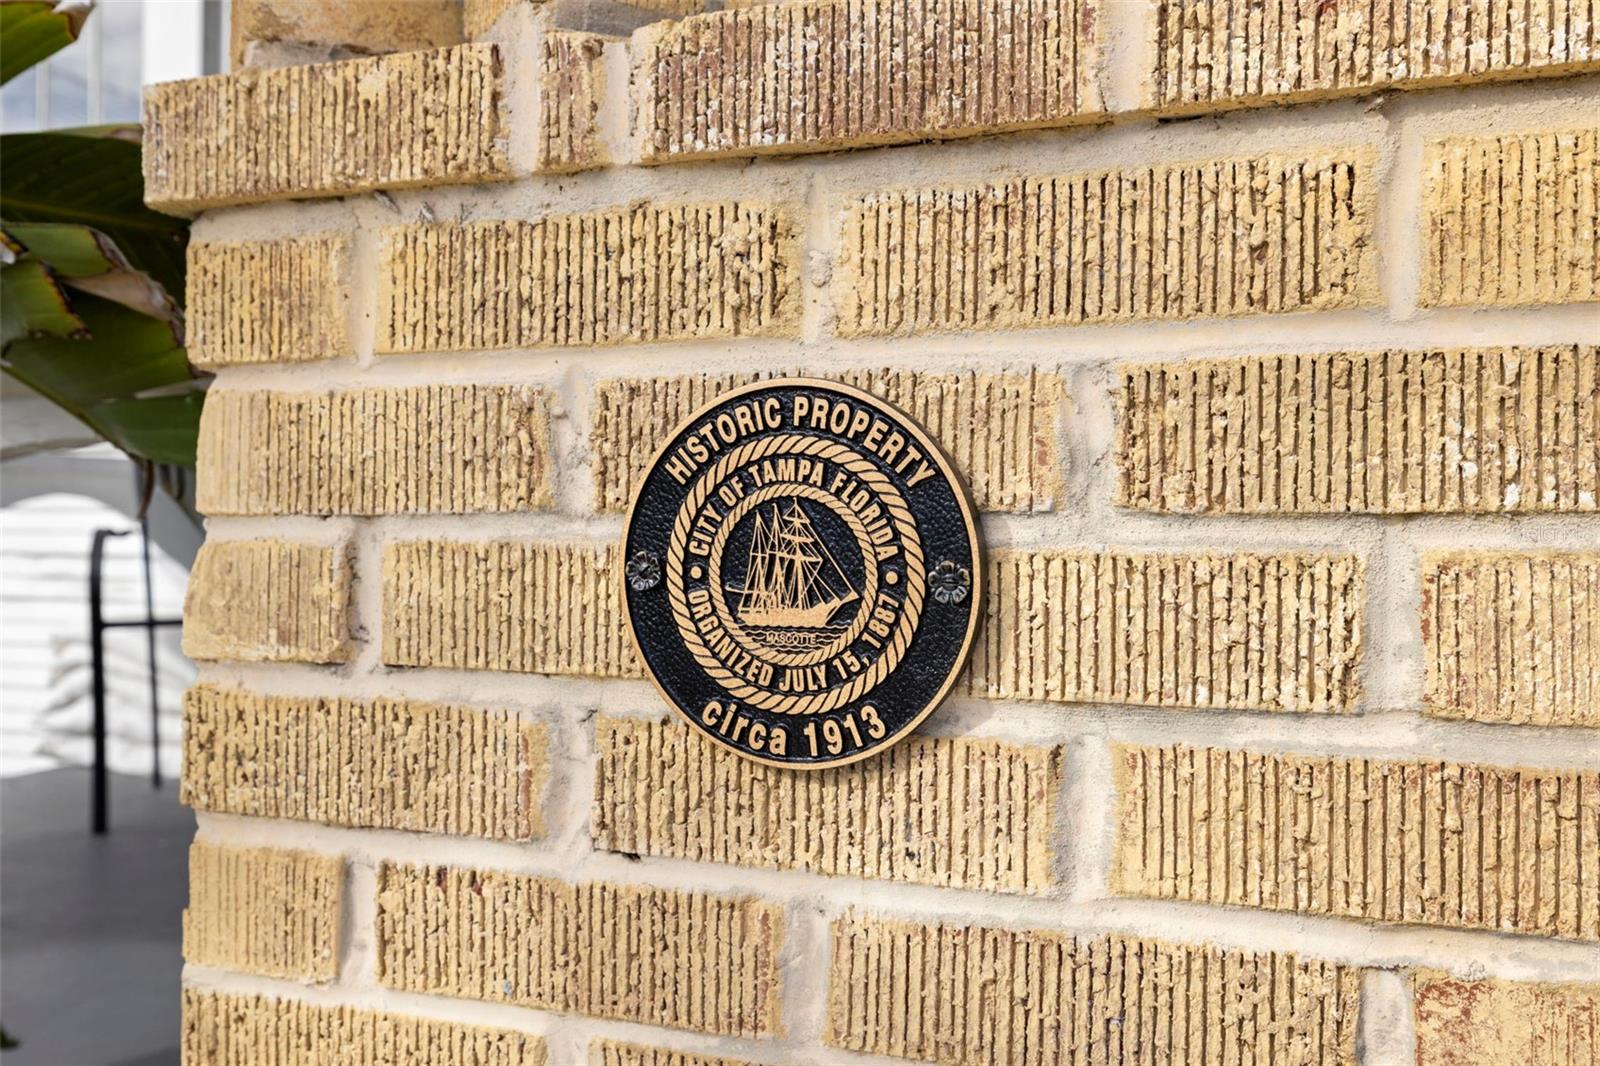 HISTORIC PROPERTY
CITY OF TAMPA FLORIDA
ORGANIZED JULY 15, 1887
MASCOTTE
circa 1913